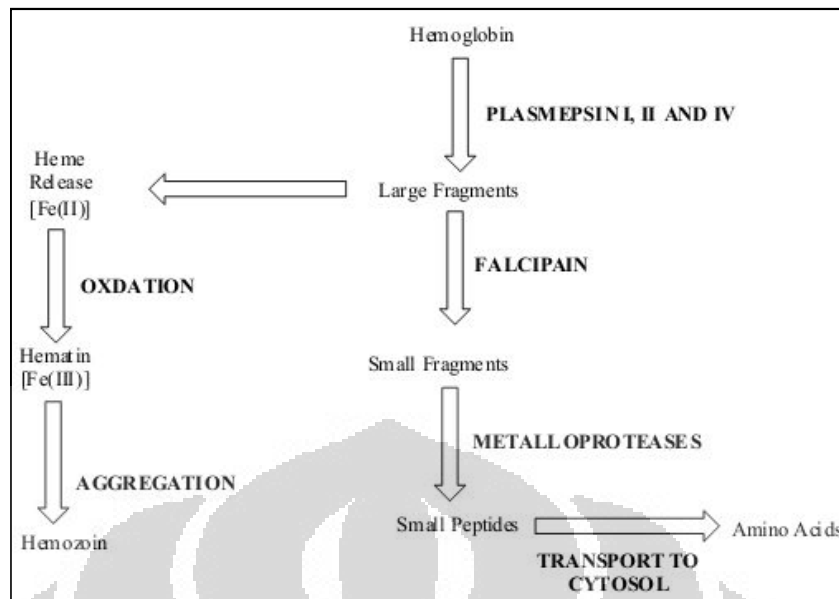 Hemoglobin
PLASMEPSIN I, II AND IV
Heme
Release
[Fe(II)]
Large Fragments
OXDATION
FALCIPAIN
Hematin
[Fe(III)]
Small Fragments
METALLOPROTEASES
AGGREGATION
Hemozoin
Small Peptides
Amino Acids
TRANSPORT TO
CYTOSOL